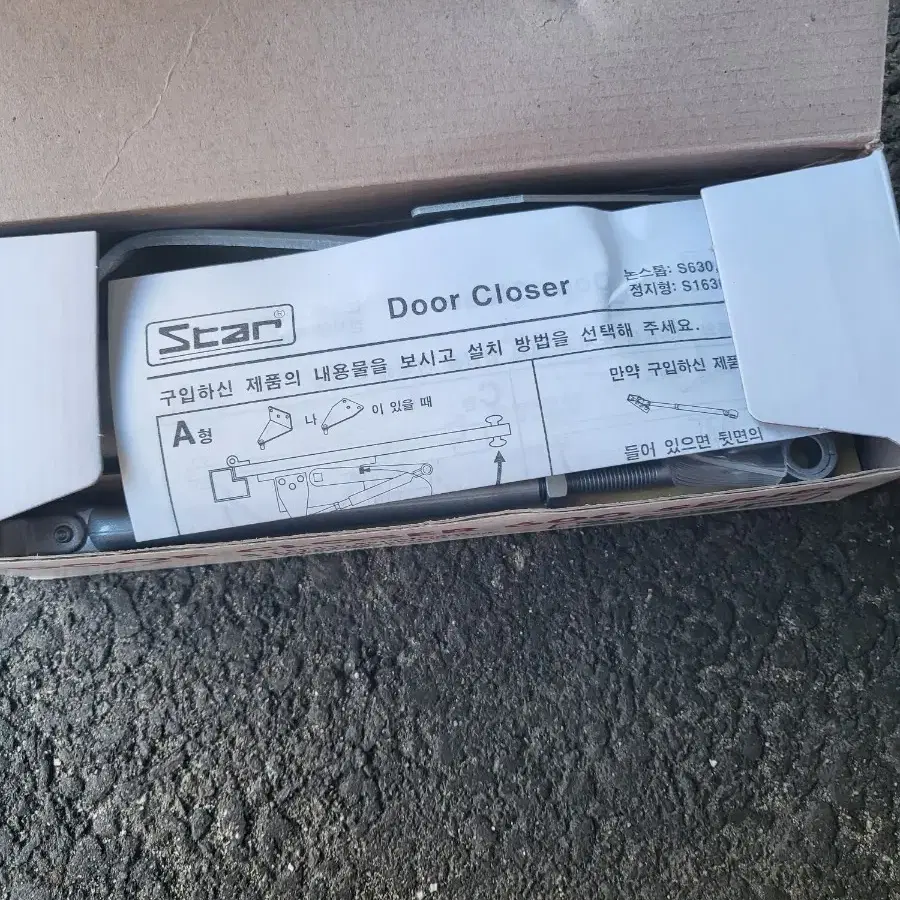 Star
Door Closer
논스톱: S630,
정지형: S1630
구입하신 제품의 내용물을 보시고 설치 방법을 선택해 주세요.
A형
나
이 있을 때
만약 구입하신 제품
들어 있으면 뒷면의